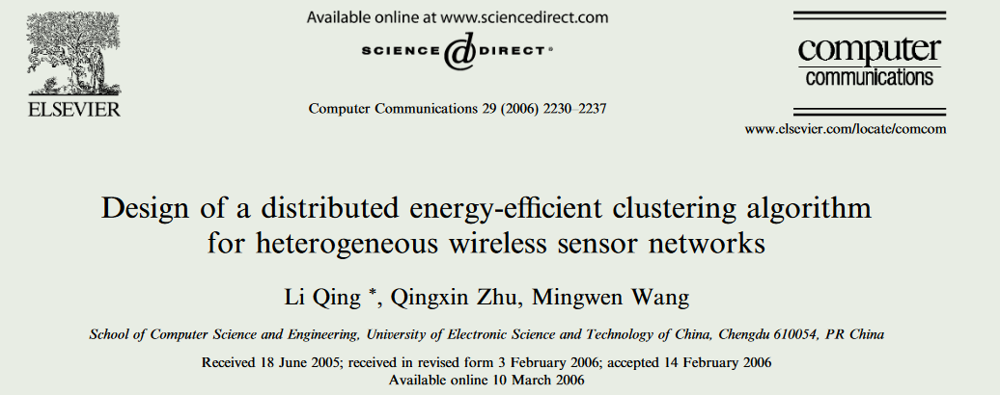 Available online at www.sciencedirect.com
SCIENCE DIRECT®
ELSEVIER
computer
communications
Computer Communications 29 (2006) 2230–2237
www.elsevier.com/locate/comcom
Design of a distributed energy-efficient clustering algorithm
for heterogeneous wireless sensor networks
Li Qing *, Qingxin Zhu, Mingwen Wang
School of Computer Science and Engineering, University of Electronic Science and Technology of China, Chengdu 610054, PR China
Received 18 June 2005; received in revised form 3 February 2006; accepted 14 February 2006
Available online 10 March 2006